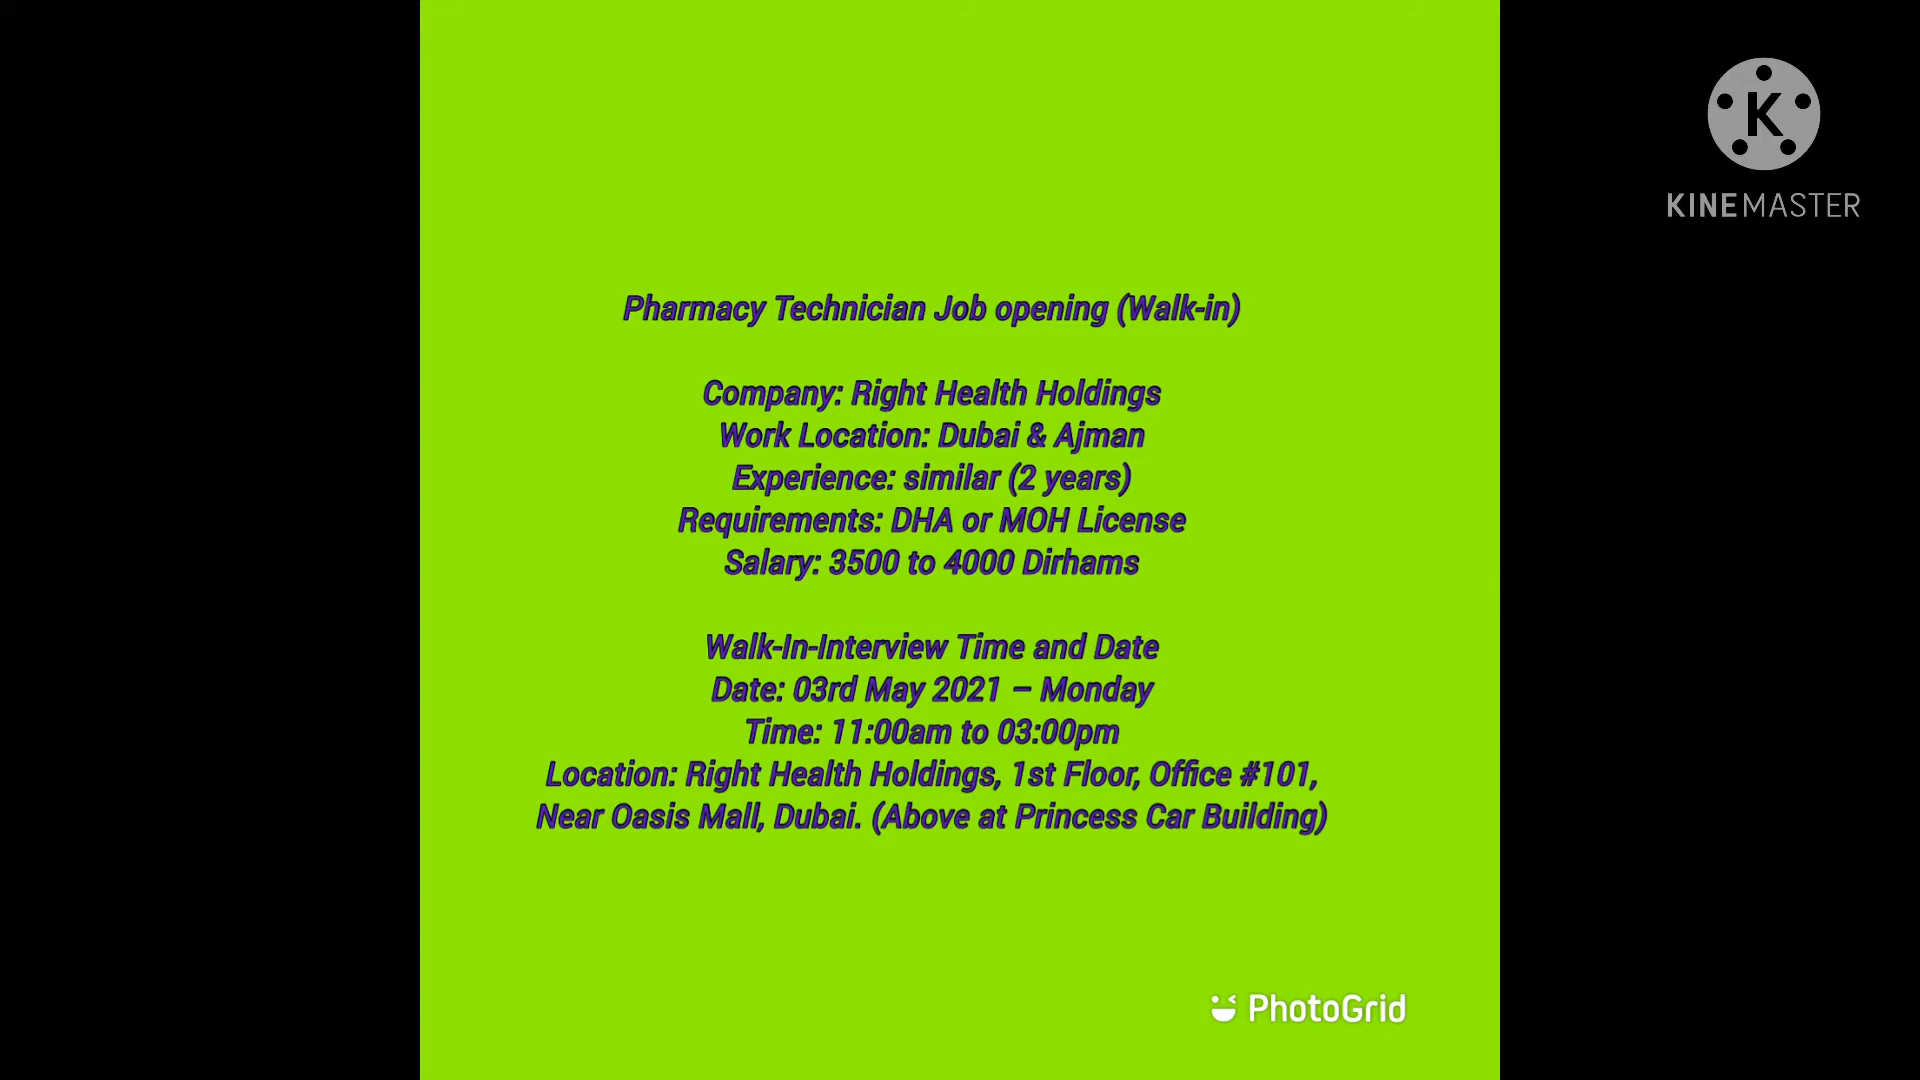 K
KINEMASTER
Pharmacy Technician Job opening (Walk-in)
Company: Right Health Holdings
Work Location: Dubai & Ajman
Experience: similar (2 years)
Requirements: DHA or MOH License
Salary: 3500 to 4000 Dirhams
Walk-In-Interview Time and Date
Date: 03rd May 2021 – Monday
Time: 11:00am to 03:00pm
Location: Right Health Holdings, 1st Floor, Office #101,
Near Oasis Mall, Dubai. (Above at Princess Car Building)
PhotoGrid